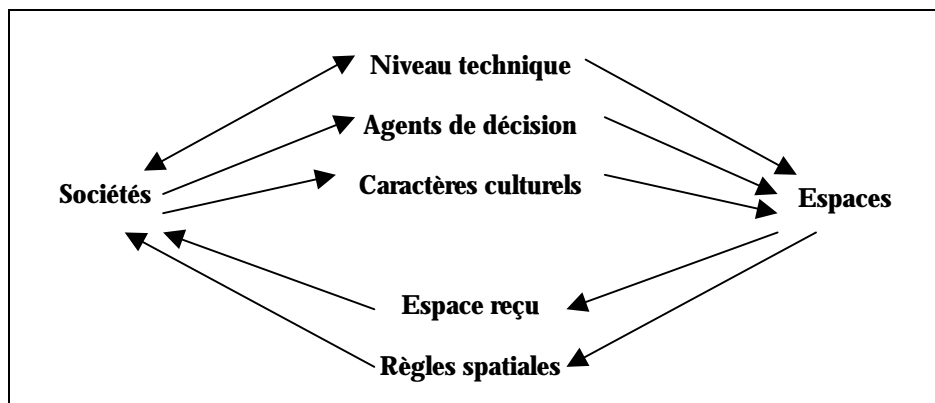 Niveau technique
Agents de décision
Caractères culturels
Sociétés
Espaces
Espace reçu
Règles spatiales